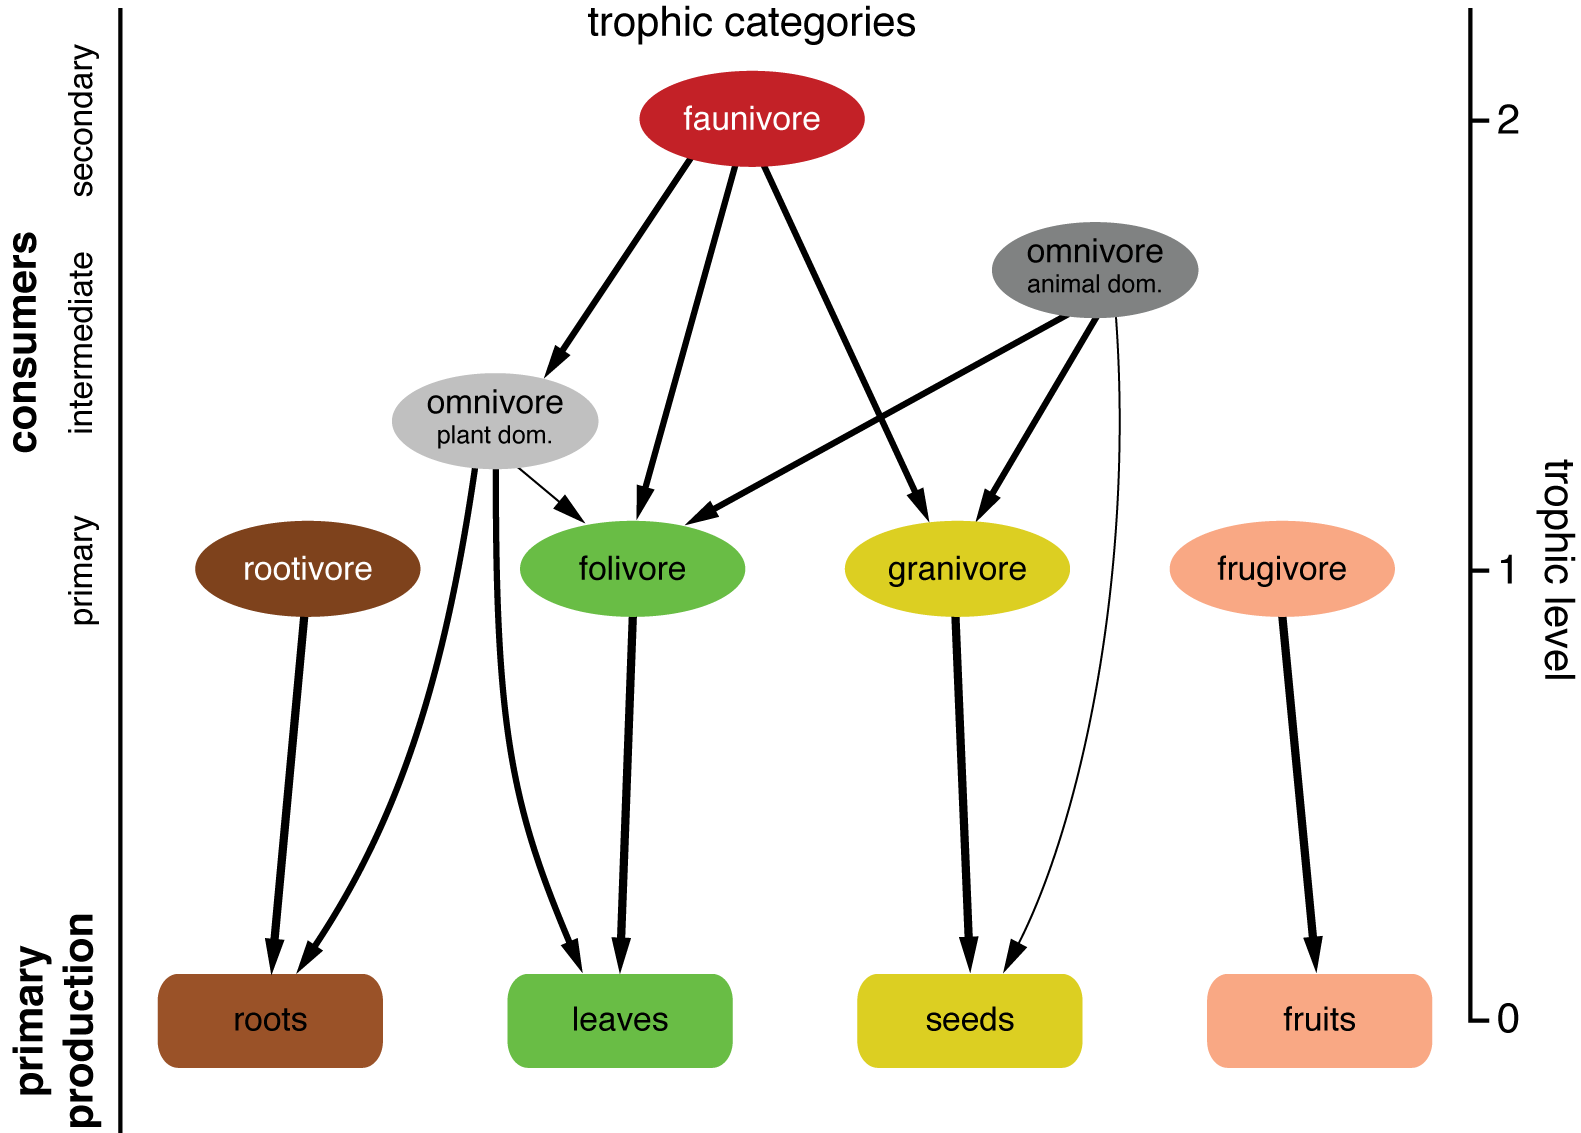 trophic categories
secondary
faunivore
2
consumers
intermediate
omnivore
animal dom.
omnivore
plant dom.
primary
rootivore
folivore
granivore
frugivore
1
trophic level
primary
production
roots
leaves
seeds
fruits
0